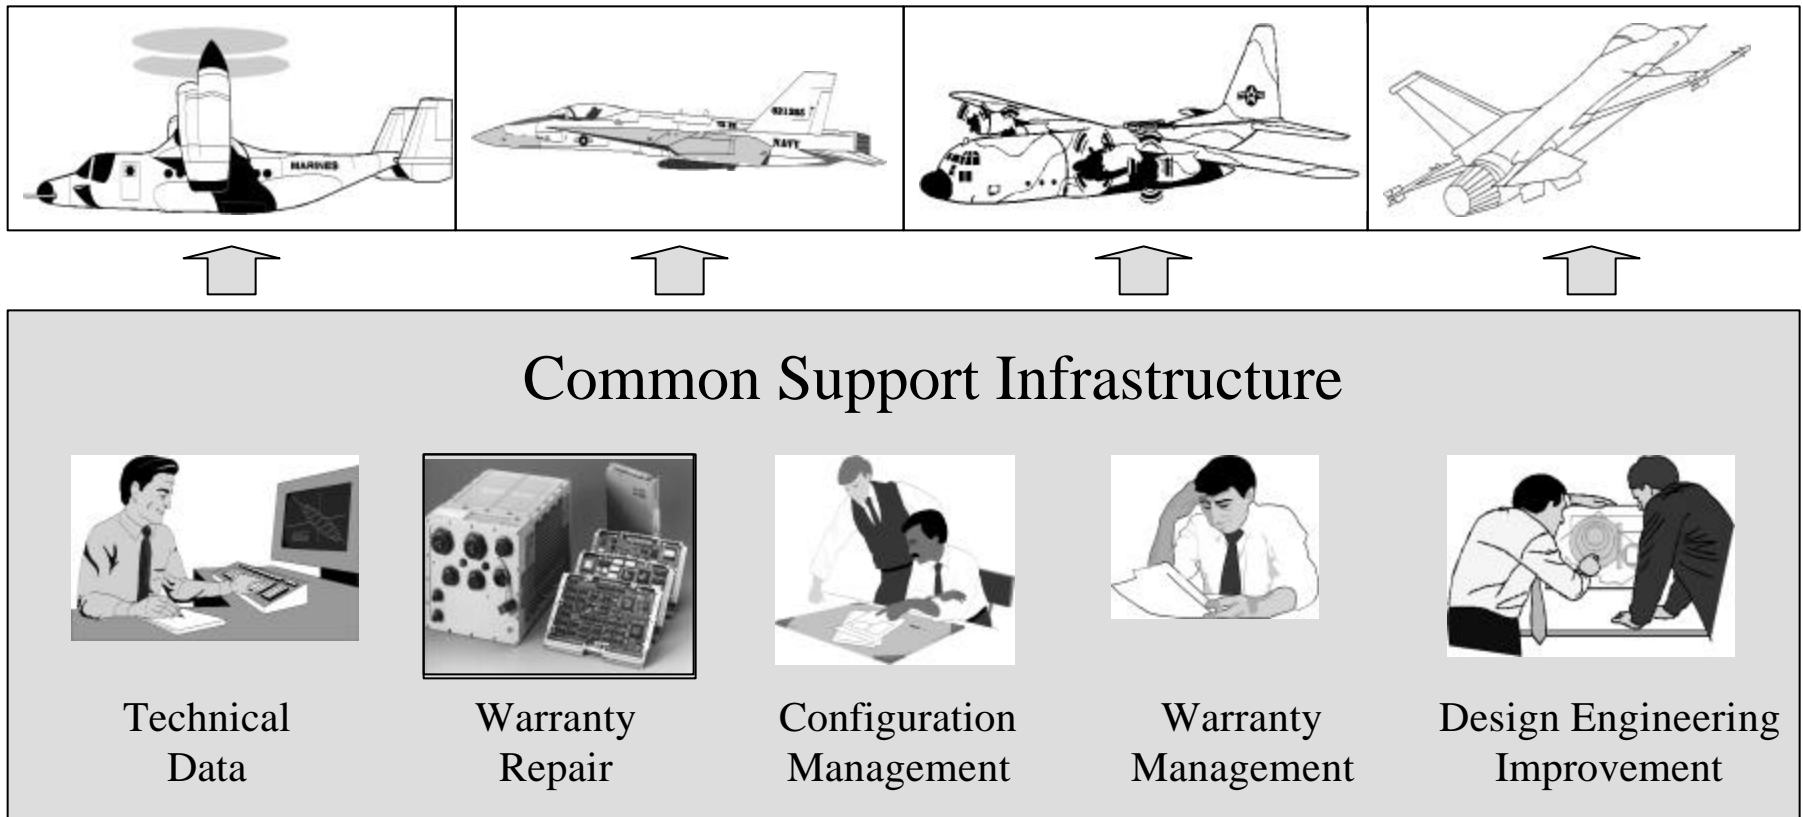 MARINES
NAVY
Common Support Infrastructure
Technical
Data
Warranty
Repair
Configuration
Management
Warranty
Management
Design Engineering
Improvement